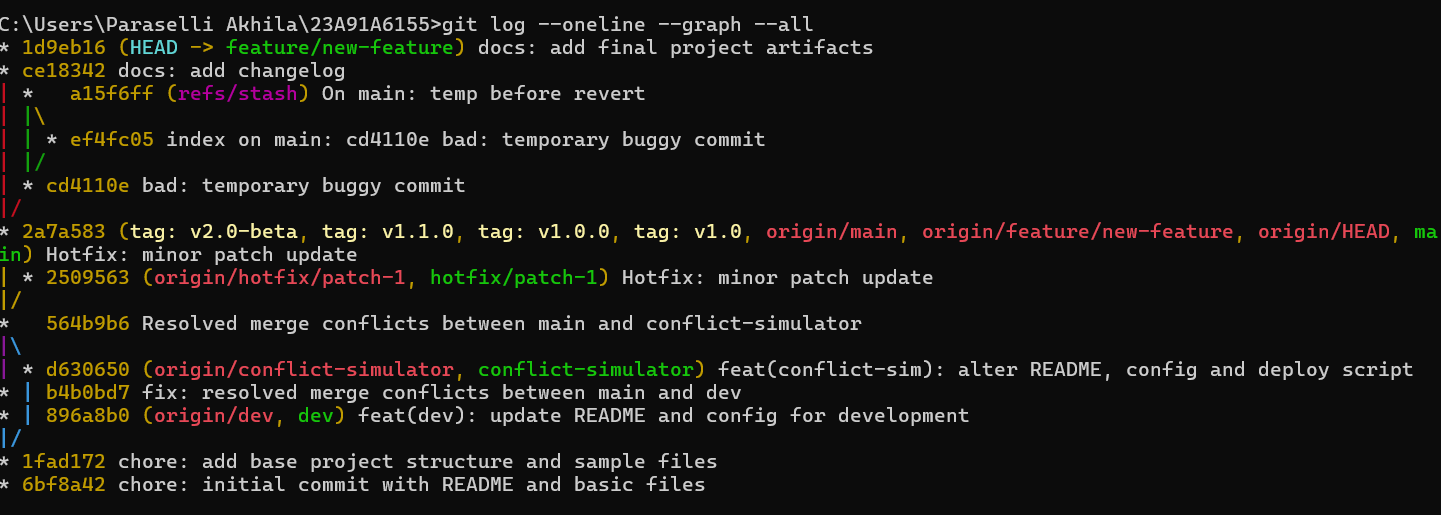 C:\Users\Paraselli Akhila\23A91A6155>git log --oneline --graph --all
* 1d9eb16 (HEAD -> feature/new-feature) docs: add final project artifacts
* ce18342 docs: add changelog
| *   a15f6ff (refs/stash) On main: temp before revert
| |\
| | * ef4fc05 index on main: cd4110e bad: temporary buggy commit
| |/
| * cd4110e bad: temporary buggy commit
|/
* 2a7a583 (tag: v2.0-beta, tag: v1.1.0, tag: v1.0.0, tag: v1.0, origin/main, origin/feature/new-feature, origin/HEAD, ma
in) Hotfix: minor patch update
| * 2509563 (origin/hotfix/patch-1, hotfix/patch-1) Hotfix: minor patch update
|/
*   564b9b6 Resolved merge conflicts between main and conflict-simulator
|\
| * d630650 (origin/conflict-simulator, conflict-simulator) feat(conflict-sim): alter README, config and deploy script
* | b4b0bd7 fix: resolved merge conflicts between main and dev
* | 896a8b0 (origin/dev, dev) feat(dev): update README and config for development
|/
* 1fad172 chore: add base project structure and sample files
* 6bf8a42 chore: initial commit with README and basic files